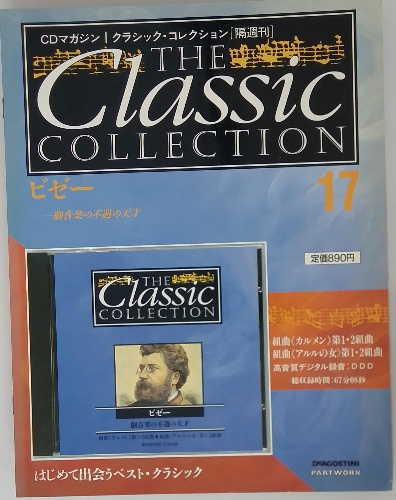 CDマガジン | クラシック・コレクション[隔週刊]
THE
Classic
COLLECTION
ビゼー
17
—劇音楽の不遇の天才
定価890円
THE
Classic
COLLECTION
ビゼー
劇音楽の不遇の天才
組曲《カルメン》第1・2組曲
組曲《アルルの女》第1・2組曲
高音質デジタル録音:DDD
総収録時間:67分08秒
はじめて出会うベスト・クラシック
DEAGOSTINI
PARTWORK